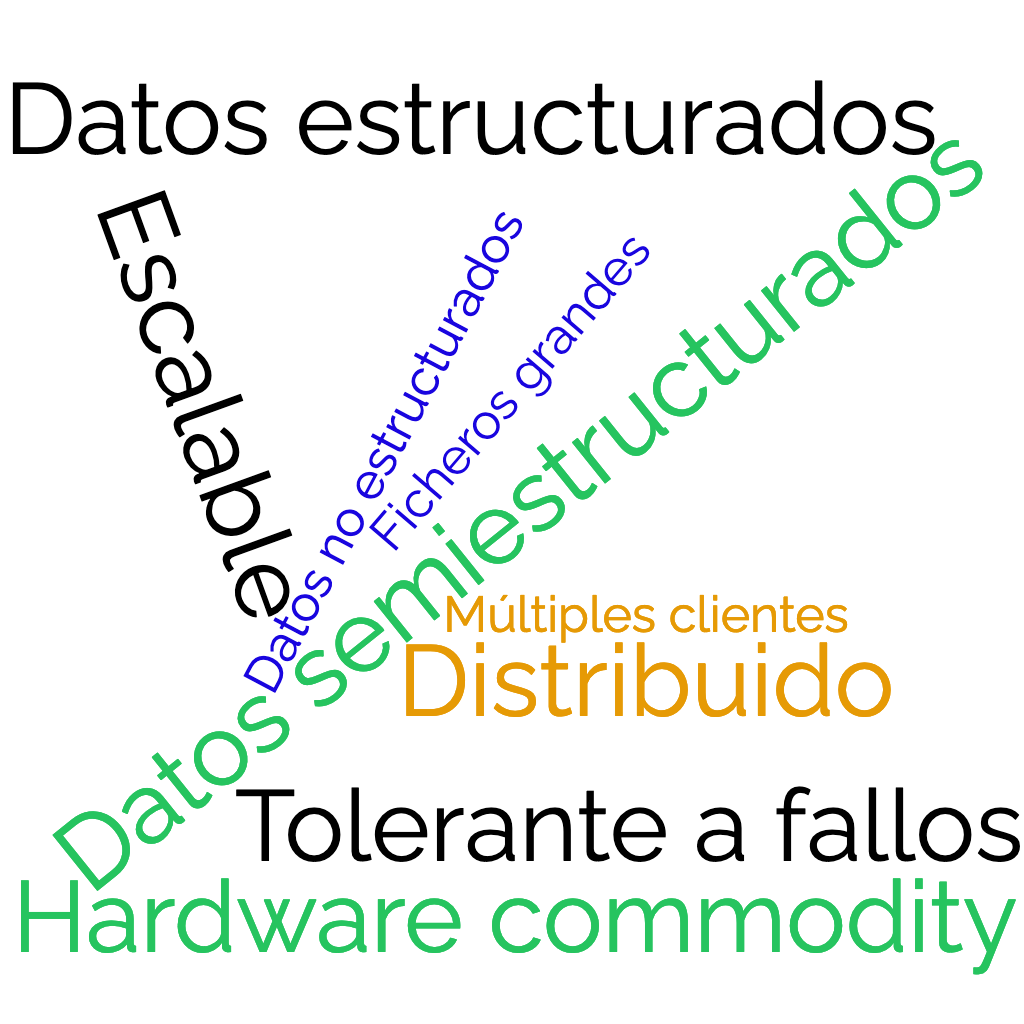 Datos estructurados
Escalable
Datos no estructurados
Ficheros grandes
Datos semiestructurados
Múltiples clientes
Distribuido
Tolerante a fallos
Hardware commodity